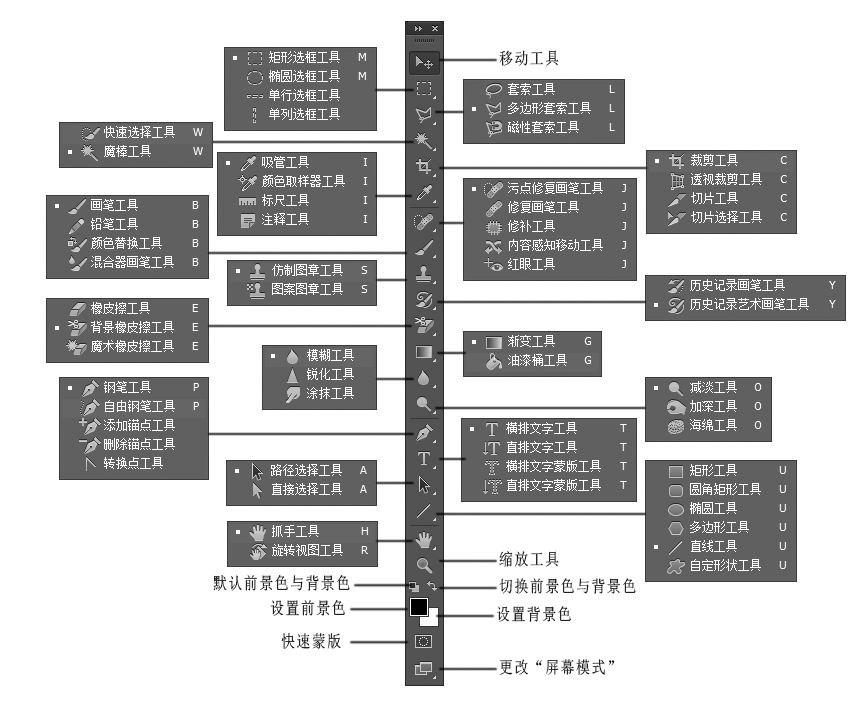 移动工具
矩形选框工具 M
椭圆选框工具 M
单行选框工具
单列选框工具
套索工具 L
多边形套索工具 L
磁性套索工具 L
快速选择工具 W
魔棒工具 W
裁剪工具 C
透视裁剪工具 C
切片工具 C
切片选择工具 C
吸管工具 I
颜色取样器工具 I
标尺工具 I
注释工具 I
污点修复画笔工具 J
修复画笔工具 J
修补工具 J
内容感知移动工具 J
红眼工具 J
画笔工具 B
铅笔工具 B
颜色替换工具 B
混合器画笔工具 B
仿制图章工具 S
图案图章工具 S
历史记录画笔工具 Y
历史记录艺术画笔工具 Y
橡皮擦工具 E
背景橡皮擦工具 E
魔术橡皮擦工具 E
渐变工具 G
油漆桶工具 G
模糊工具
锐化工具
涂抹工具
减淡工具 O
加深工具 O
海绵工具 O
钢笔工具 P
自由钢笔工具 P
添加锚点工具
删除锚点工具
转换点工具
横排文字工具 T
直排文字工具 T
横排文字蒙版工具 T
直排文字蒙版工具 T
路径选择工具 A
直接选择工具 A
矩形工具 U
圆角矩形工具 U
椭圆工具 U
多边形工具 U
直线工具 U
自定形状工具 U
抓手工具 H
旋转视图工具 R
缩放工具
默认前景色与背景色
切换前景色与背景色
设置前景色
设置背景色
快速蒙版
更改“屏幕模式”